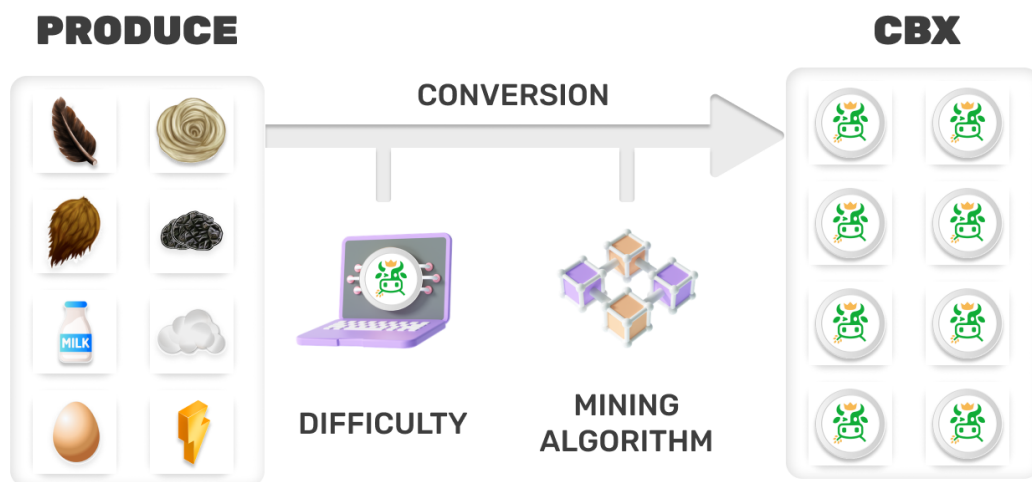 PRODUCE
CBX
CONVERSION
MILK
DIFFICULTY
MINING
ALGORITHM